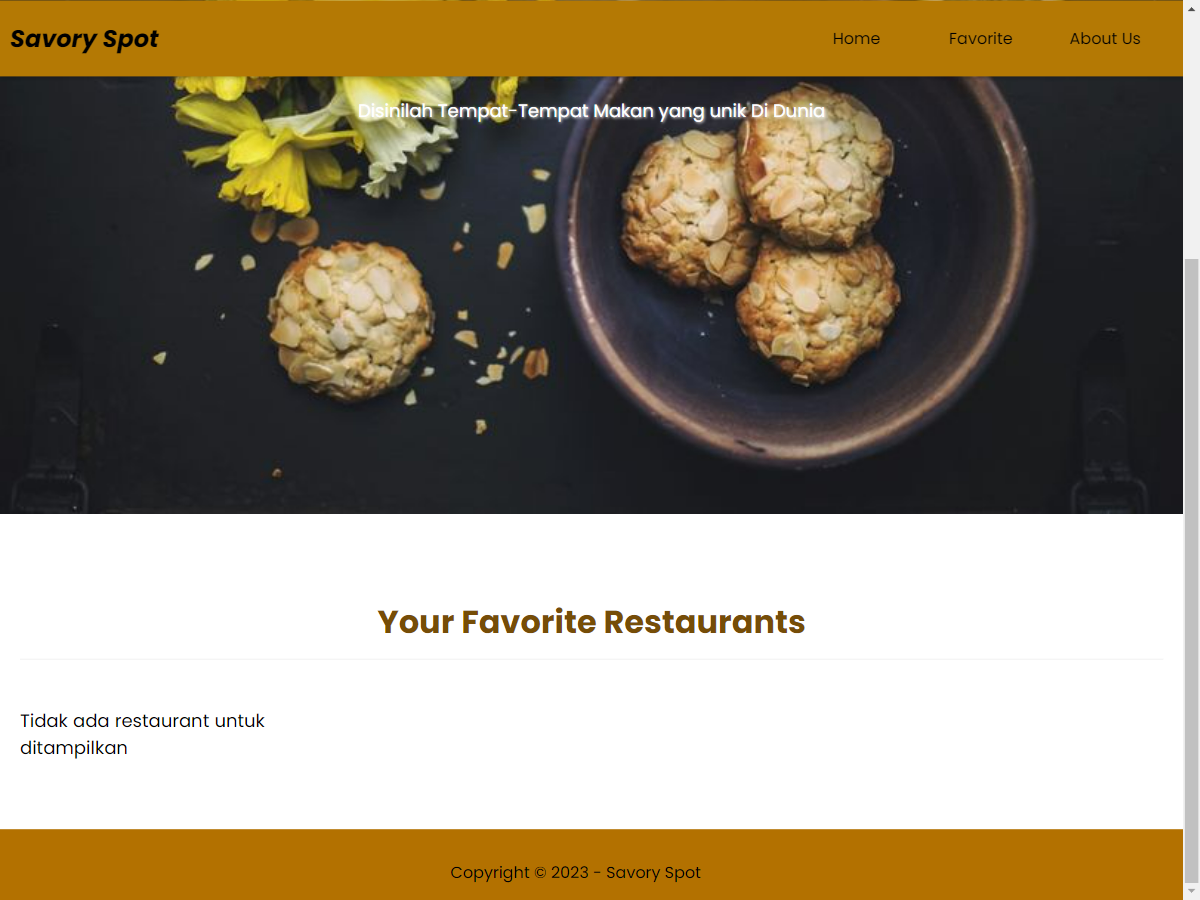 Savory Spot
Home
Favorite
About Us
Disinilah Tempat-Tempat Makan yang unik Di Dunia
Your Favorite Restaurants
Tidak ada restaurant untuk
ditampilkan
Copyright © 2023 - Savory Spot